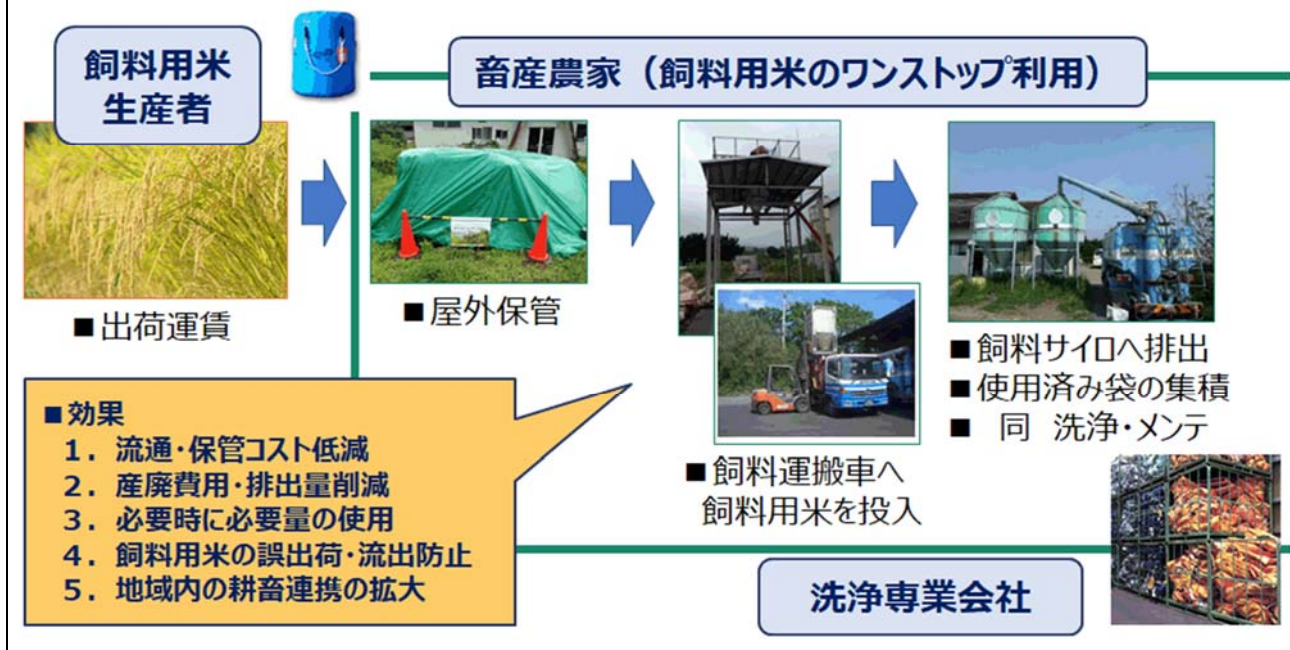 飼料用米
生産者
畜産農家（飼料用米のワンストップ利用）
■出荷運賃
■屋外保管
■飼料運搬車へ
飼料用米を投入
■飼料サイロへ排出
■使用済み袋の集積
■　同　洗浄・メンテ
■効果
1．流通・保管コスト低減
2．産廃費用・排出量削減
3．必要時に必要量の使用
4．飼料用米の誤出荷・流出防止
5．地域内の耕畜連携の拡大
洗浄専業会社